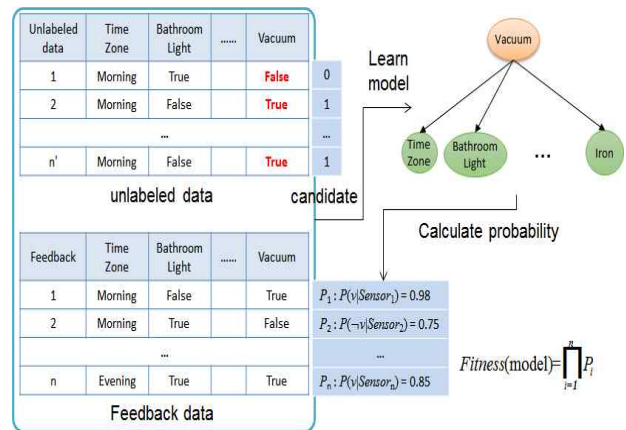 Unlabeled data Time Zone Bathroom Light ...... Vacuum
1 Morning True False 0
2 Morning False True 1
... ...
n' Morning False True 1
unlabeled data
candidate
Learn model
Vacuum
Time Zone
Bathroom Light
...
Iron
Calculate probability
Feedback Time Zone Bathroom Light ...... Vacuum
1 Morning False True P₁ : P(v|Sensor₁) = 0.98
2 Morning True False P₂ : P(¬v|Sensor₂) = 0.75
... ...
n Evening True True Pₙ : P(v|Sensorₙ) = 0.85
Feedback data
Fitness(model)=∏ⁿᵢ₌₁ Pᵢ